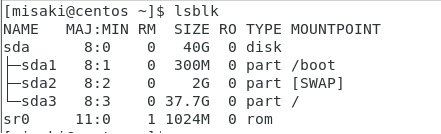 [misaki@centos ~]$ lsblk
NAME   MAJ:MIN RM  SIZE RO TYPE MOUNTPOINT
sda      8:0    0   40G  0 disk
├─sda1   8:1    0  300M  0 part /boot
├─sda2   8:2    0    2G  0 part [SWAP]
└─sda3   8:3    0 37.7G  0 part /
sr0     11:0    1 1024M  0 rom